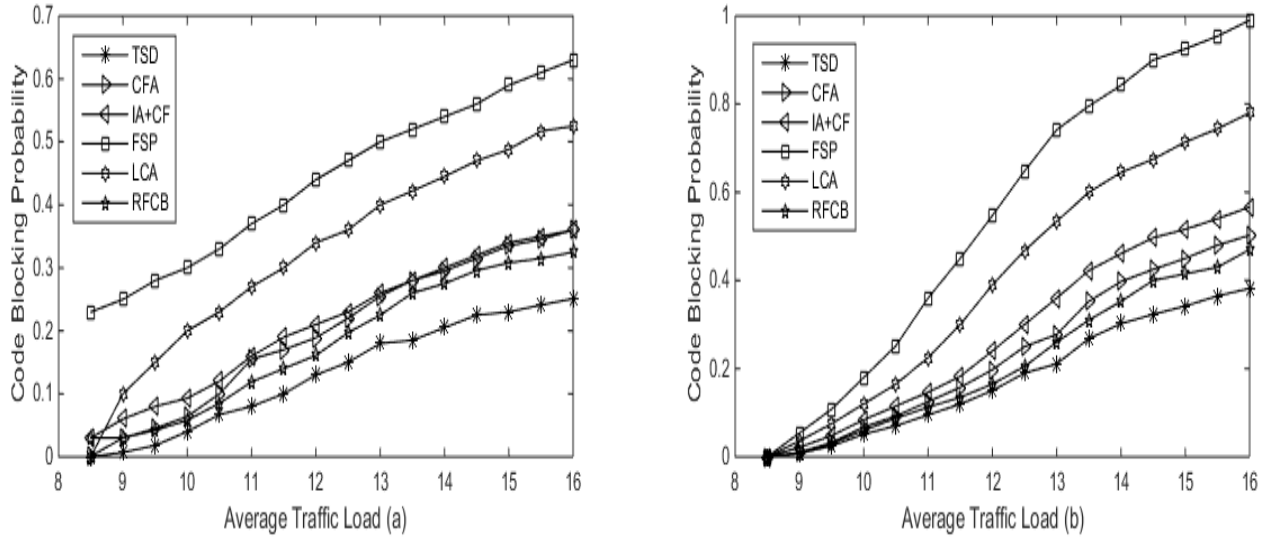 Code Blocking Probability
0.7
0.6
0.5
0.4
0.3
0.2
0.1
0
TSD
CFA
IA+CF
FSP
LCA
RFCB
8 9 10 11 12 13 14 15 16
Average Traffic Load (a)
Code Blocking Probability
1
0.8
0.6
0.4
0.2
0
TSD
CFA
IA+CF
FSP
LCA
RFCB
8 9 10 11 12 13 14 15 16
Average Traffic Load (b)